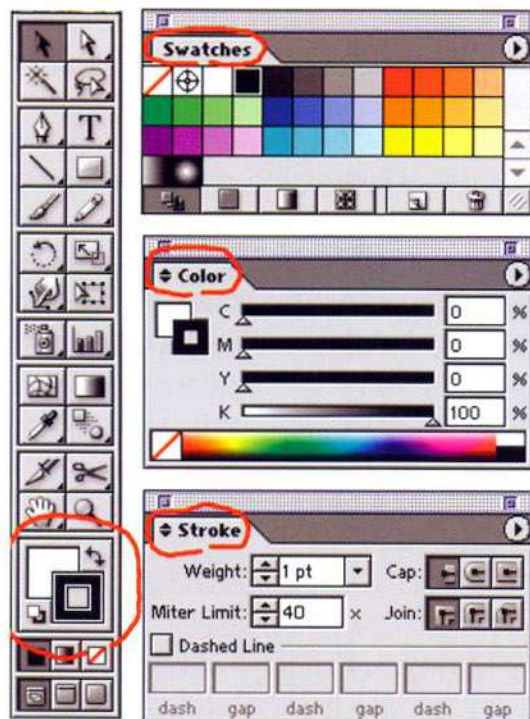 Swatches
T
Color
C 0 %
M 0 %
Y 0 %
K 100 %
Stroke
Weight: 1 pt Cap:
Miter Limit: 40 x Join:
Dashed Line
dash gap dash gap dash gap